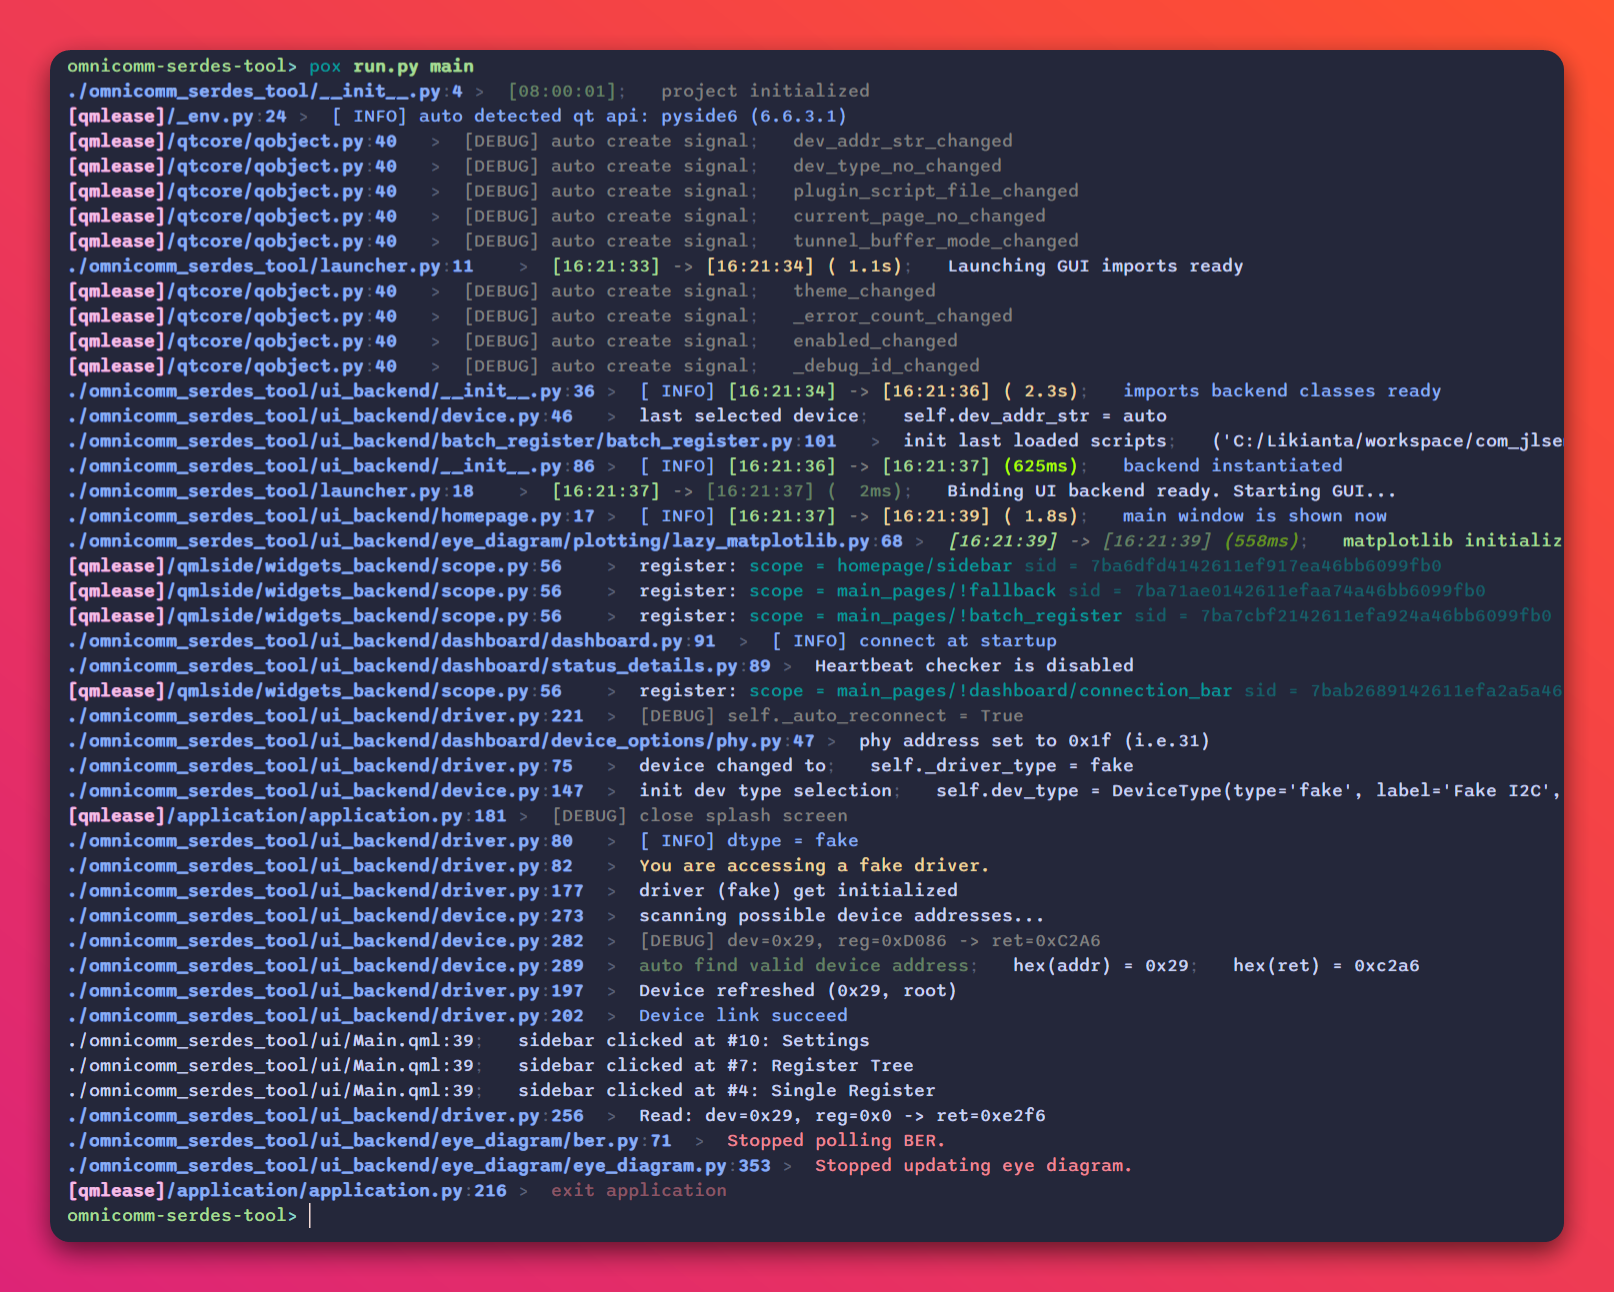 omnicomm-serdes-tool> pox run.py main
./omnicomm_serdes_tool/__init__.py:4 > [08:00:01]; project initialized
[qmlease]/_env.py:24 > [ INFO] auto detected qt api: pyside6 (6.6.3.1)
[qmlease]/qtcore/qobject.py:40 > [DEBUG] auto create signal; dev_addr_str_changed
[qmlease]/qtcore/qobject.py:40 > [DEBUG] auto create signal; dev_type_no_changed
[qmlease]/qtcore/qobject.py:40 > [DEBUG] auto create signal; plugin_script_file_changed
[qmlease]/qtcore/qobject.py:40 > [DEBUG] auto create signal; current_page_no_changed
[qmlease]/qtcore/qobject.py:40 > [DEBUG] auto create signal; tunnel_buffer_mode_changed
./omnicomm_serdes_tool/launcher.py:11 > [16:21:33] -> [16:21:34] ( 1.1s); Launching GUI imports ready
[qmlease]/qtcore/qobject.py:40 > [DEBUG] auto create signal; theme_changed
[qmlease]/qtcore/qobject.py:40 > [DEBUG] auto create signal; _error_count_changed
[qmlease]/qtcore/qobject.py:40 > [DEBUG] auto create signal; enabled_changed
[qmlease]/qtcore/qobject.py:40 > [DEBUG] auto create signal; _debug_id_changed
./omnicomm_serdes_tool/ui_backend/__init__.py:36 > [ INFO] [16:21:34] -> [16:21:36] ( 2.3s); imports backend classes ready
./omnicomm_serdes_tool/ui_backend/device.py:46 > last selected device; self.dev_addr_str = auto
./omnicomm_serdes_tool/ui_backend/batch_register/batch_register.py:101 > init last loaded scripts; ('C:/Likianta/workspace/com_jlse
./omnicomm_serdes_tool/ui_backend/__init__.py:86 > [ INFO] [16:21:36] -> [16:21:37] (625ms); backend instantiated
./omnicomm_serdes_tool/launcher.py:18 > [16:21:37] -> [16:21:37] ( 2ms); Binding UI backend ready. Starting GUI...
./omnicomm_serdes_tool/ui_backend/homepage.py:17 > [ INFO] [16:21:37] -> [16:21:39] ( 1.8s); main window is shown now
./omnicomm_serdes_tool/ui_backend/eye_diagram/plotting/lazy_matplotlib.py:68 > [16:21:39] -> [16:21:39] (558ms); matplotlib initializ
[qmlease]/qmlside/widgets_backend/scope.py:56 > register: scope = homepage/sidebar sid = 7ba6dfd4142611ef917ea46bb6099fb0
[qmlease]/qmlside/widgets_backend/scope.py:56 > register: scope = main_pages/!fallback sid = 7ba71ae0142611efaa74a46bb6099fb0
[qmlease]/qmlside/widgets_backend/scope.py:56 > register: scope = main_pages/!batch_register sid = 7ba7cbf2142611efa924a46bb6099fb0
./omnicomm_serdes_tool/ui_backend/dashboard/dashboard.py:91 > [ INFO] connect at startup
./omnicomm_serdes_tool/ui_backend/dashboard/status_details.py:89 > Heartbeat checker is disabled
[qmlease]/qmlside/widgets_backend/scope.py:56 > register: scope = main_pages/!dashboard/connection_bar sid = 7bab2689142611efa2a5a46
./omnicomm_serdes_tool/ui_backend/driver.py:221 > [DEBUG] self._auto_reconnect = True
./omnicomm_serdes_tool/ui_backend/dashboard/device_options/phy.py:47 > phy address set to 0x1f (i.e.31)
./omnicomm_serdes_tool/ui_backend/driver.py:75 > device changed to; self._driver_type = fake
./omnicomm_serdes_tool/ui_backend/device.py:147 > init dev type selection; self.dev_type = DeviceType(type='fake', label='Fake I2C',
[qmlease]/application/application.py:181 > [DEBUG] close splash screen
./omnicomm_serdes_tool/ui_backend/driver.py:80 > [ INFO] dtype = fake
./omnicomm_serdes_tool/ui_backend/driver.py:82 > You are accessing a fake driver.
./omnicomm_serdes_tool/ui_backend/driver.py:177 > driver (fake) get initialized
./omnicomm_serdes_tool/ui_backend/device.py:273 > scanning possible device addresses...
./omnicomm_serdes_tool/ui_backend/device.py:282 > [DEBUG] dev=0x29, reg=0xD086 -> ret=0xC2A6
./omnicomm_serdes_tool/ui_backend/device.py:289 > auto find valid device address; hex(addr) = 0x29; hex(ret) = 0xc2a6
./omnicomm_serdes_tool/ui_backend/driver.py:197 > Device refreshed (0x29, root)
./omnicomm_serdes_tool/ui_backend/driver.py:202 > Device link succeed
./omnicomm_serdes_tool/ui/Main.qml:39; sidebar clicked at #10: Settings
./omnicomm_serdes_tool/ui/Main.qml:39; sidebar clicked at #7: Register Tree
./omnicomm_serdes_tool/ui/Main.qml:39; sidebar clicked at #4: Single Register
./omnicomm_serdes_tool/ui_backend/driver.py:256 > Read: dev=0x29, reg=0x0 -> ret=0xe2f6
./omnicomm_serdes_tool/ui_backend/eye_diagram/ber.py:71 > Stopped polling BER.
./omnicomm_serdes_tool/ui_backend/eye_diagram/eye_diagram.py:353 > Stopped updating eye diagram.
[qmlease]/application/application.py:216 > exit application
omnicomm-serdes-tool>